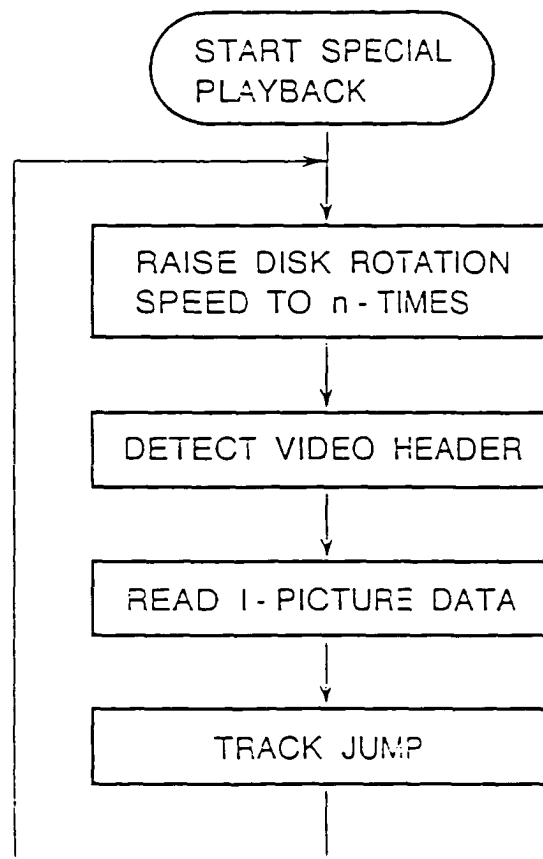 START SPECIAL
PLAYBACK
RAISE DISK ROTATION
SPEED TO n-TIMES
DETECT VIDEO HEADER
READ I-PICTURE DATA
TRACK JUMP